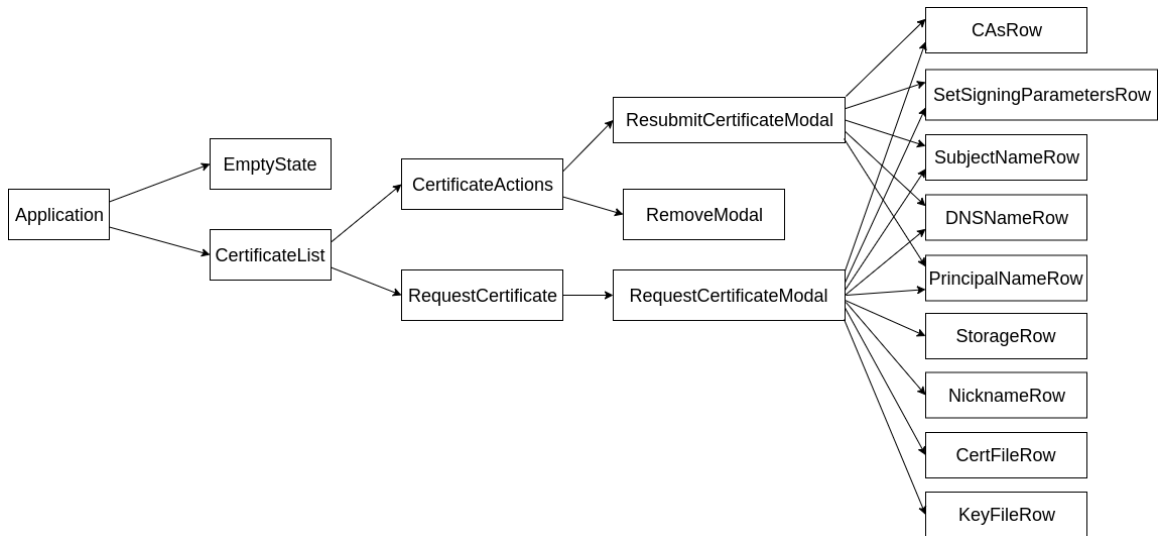 Application
EmptyState
CertificateList
CertificateActions
RequestCertificate
ResubmitCertificateModal
RemoveModal
RequestCertificateModal
CAsRow
SetSigningParametersRow
SubjectNameRow
DNSNameRow
PrincipalNameRow
StorageRow
NicknameRow
CertFileRow
KeyFileRow